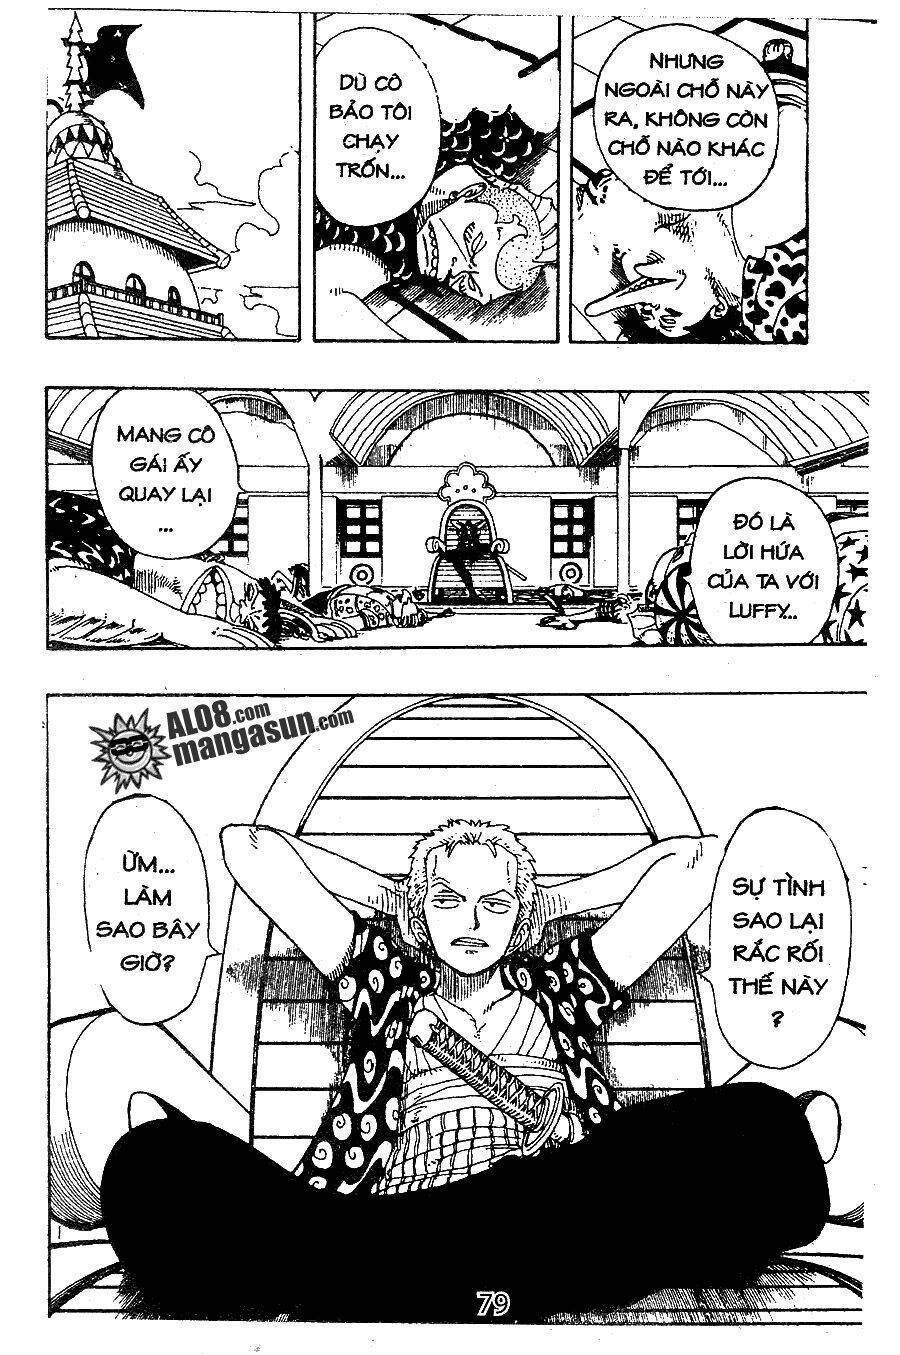 NHƯNG
NGOÀI CHỖ NÀY
RA, KHÔNG CÒN
CHỖ NÀO KHÁC
ĐỂ TỚI...
DÙ CÔ
BẢO TÔI
CHẠY
TRỐN...
MANG CÔ
GÁI ẤY
QUAY LẠI
...
ĐÓ LÀ
LỜI HỨA
CỦA TA VỚI
LUFFY...
ALO8.com
mangasun.com
SỰ TÌNH
SAO LẠI
RẮC RỐI
THẾ NÀY
?
ỪM...
LÀM
SAO BÂY
GIỜ?
79